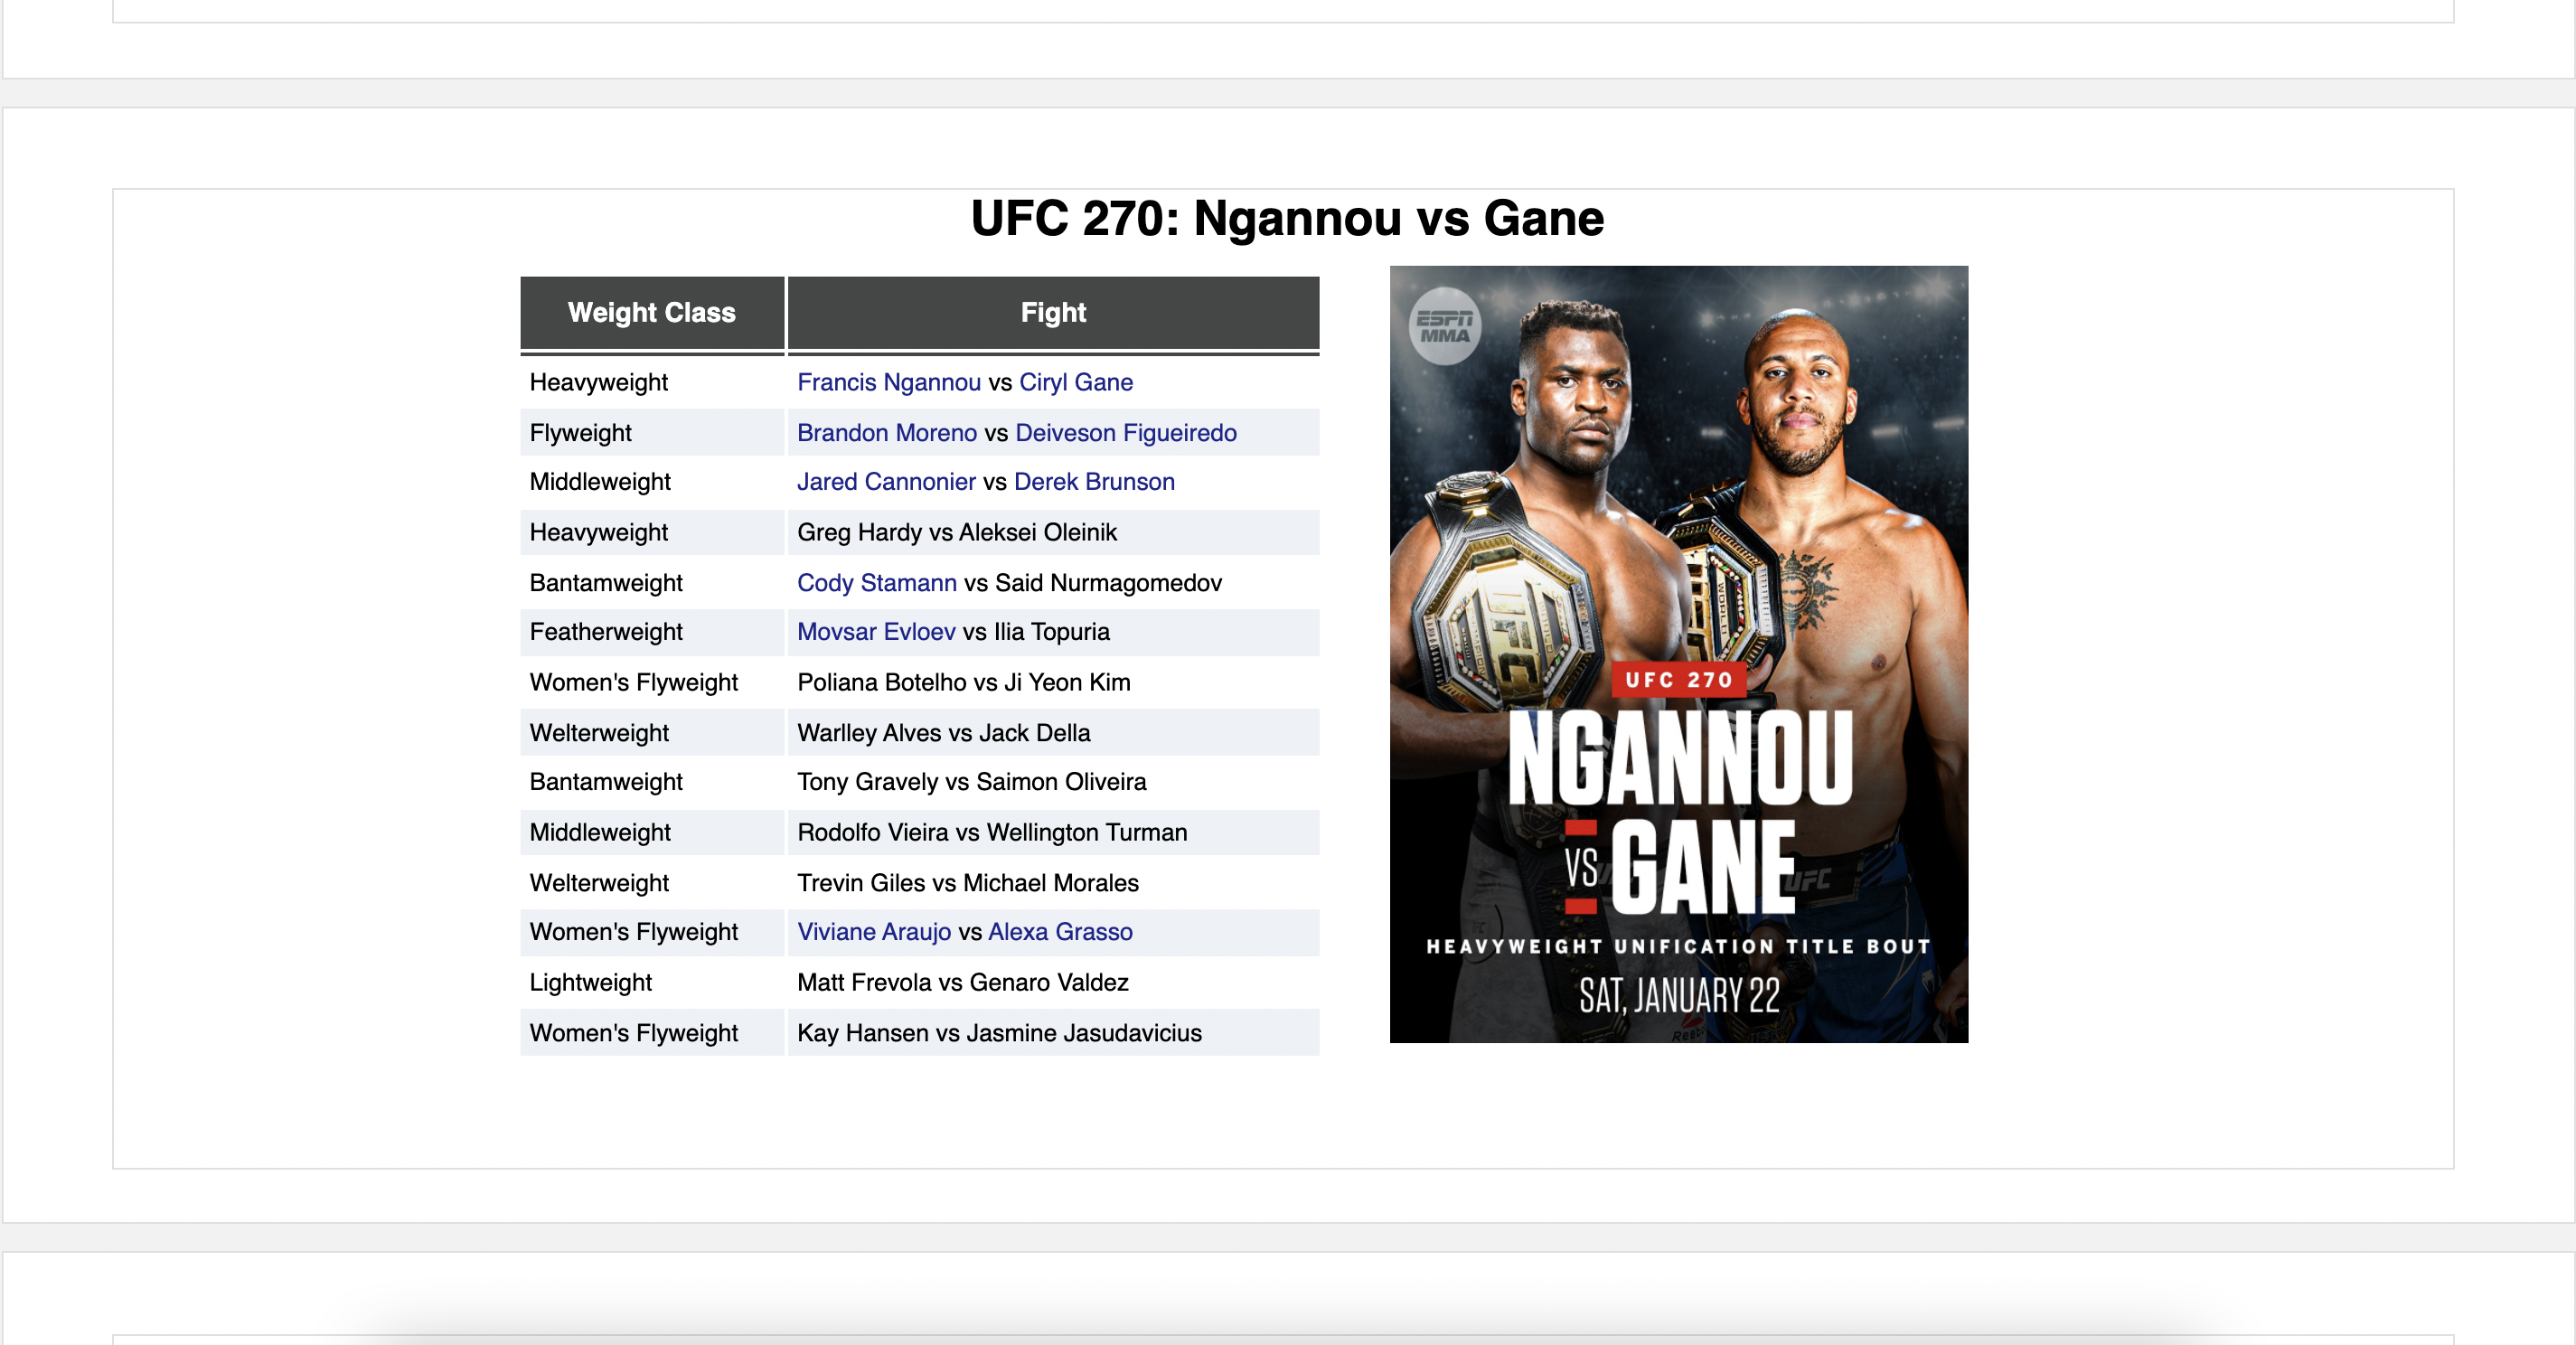 UFC 270: Ngannou vs Gane
Weight Class Fight
Heavyweight Francis Ngannou vs Ciryl Gane
Flyweight Brandon Moreno vs Deiveson Figueiredo
Middleweight Jared Cannonier vs Derek Brunson
Heavyweight Greg Hardy vs Aleksei Oleinik
Bantamweight Cody Stamann vs Said Nurmagomedov
Featherweight Movsar Evloev vs Ilia Topuria
Women's Flyweight Poliana Botelho vs Ji Yeon Kim
Welterweight Warlley Alves vs Jack Della
Bantamweight Tony Gravely vs Saimon Oliveira
Middleweight Rodolfo Vieira vs Wellington Turman
Welterweight Trevin Giles vs Michael Morales
Women's Flyweight Viviane Araujo vs Alexa Grasso
Lightweight Matt Frevola vs Genaro Valdez
Women's Flyweight Kay Hansen vs Jasmine Jasudavicius
ESPN
MMA
UFC 270
NGANNOU
VS GANE
UFC
HEAVYWEIGHT UNIFICATION TITLE BOUT
SAT, JANUARY 22